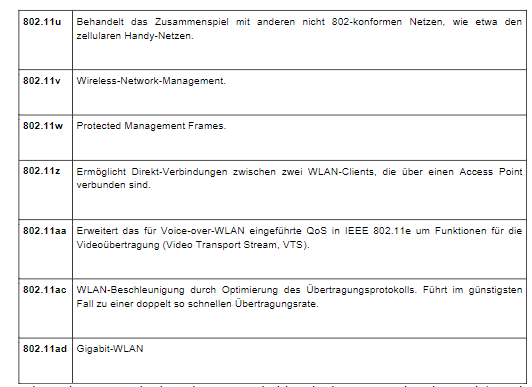 802.11u Behandelt das Zusammenspiel mit anderen nicht 802-konformen Netzen, wie etwa den
zellularen Handy-Netzen.
802.11v Wireless-Network-Management.
802.11w Protected Management Frames.
802.11z Ermöglicht Direkt-Verbindungen zwischen zwei WLAN-Clients, die über einen Access Point
verbunden sind.
802.11aa Erweitert das für Voice-over-WLAN eingeführte QoS in IEEE 802.11e um Funktionen für die
Videoübertragung (Video Transport Stream, VTS).
802.11ac WLAN-Beschleunigung durch Optimierung des Übertragungsprotokolls. Führt im günstigsten
Fall zu einer doppelt so schnellen Übertragungsrate.
802.11ad Gigabit-WLAN